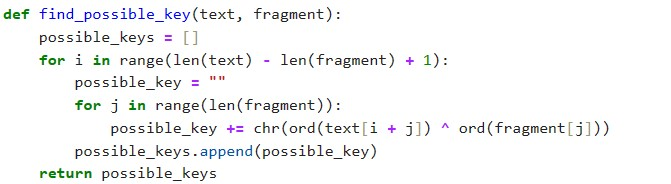 def find_possible_key(text, fragment):
    possible_keys = []
    for i in range(len(text) - len(fragment) + 1):
        possible_key = ""
        for j in range(len(fragment)):
            possible_key += chr(ord(text[i + j]) ^ ord(fragment[j]))
        possible_keys.append(possible_key)
    return possible_keys